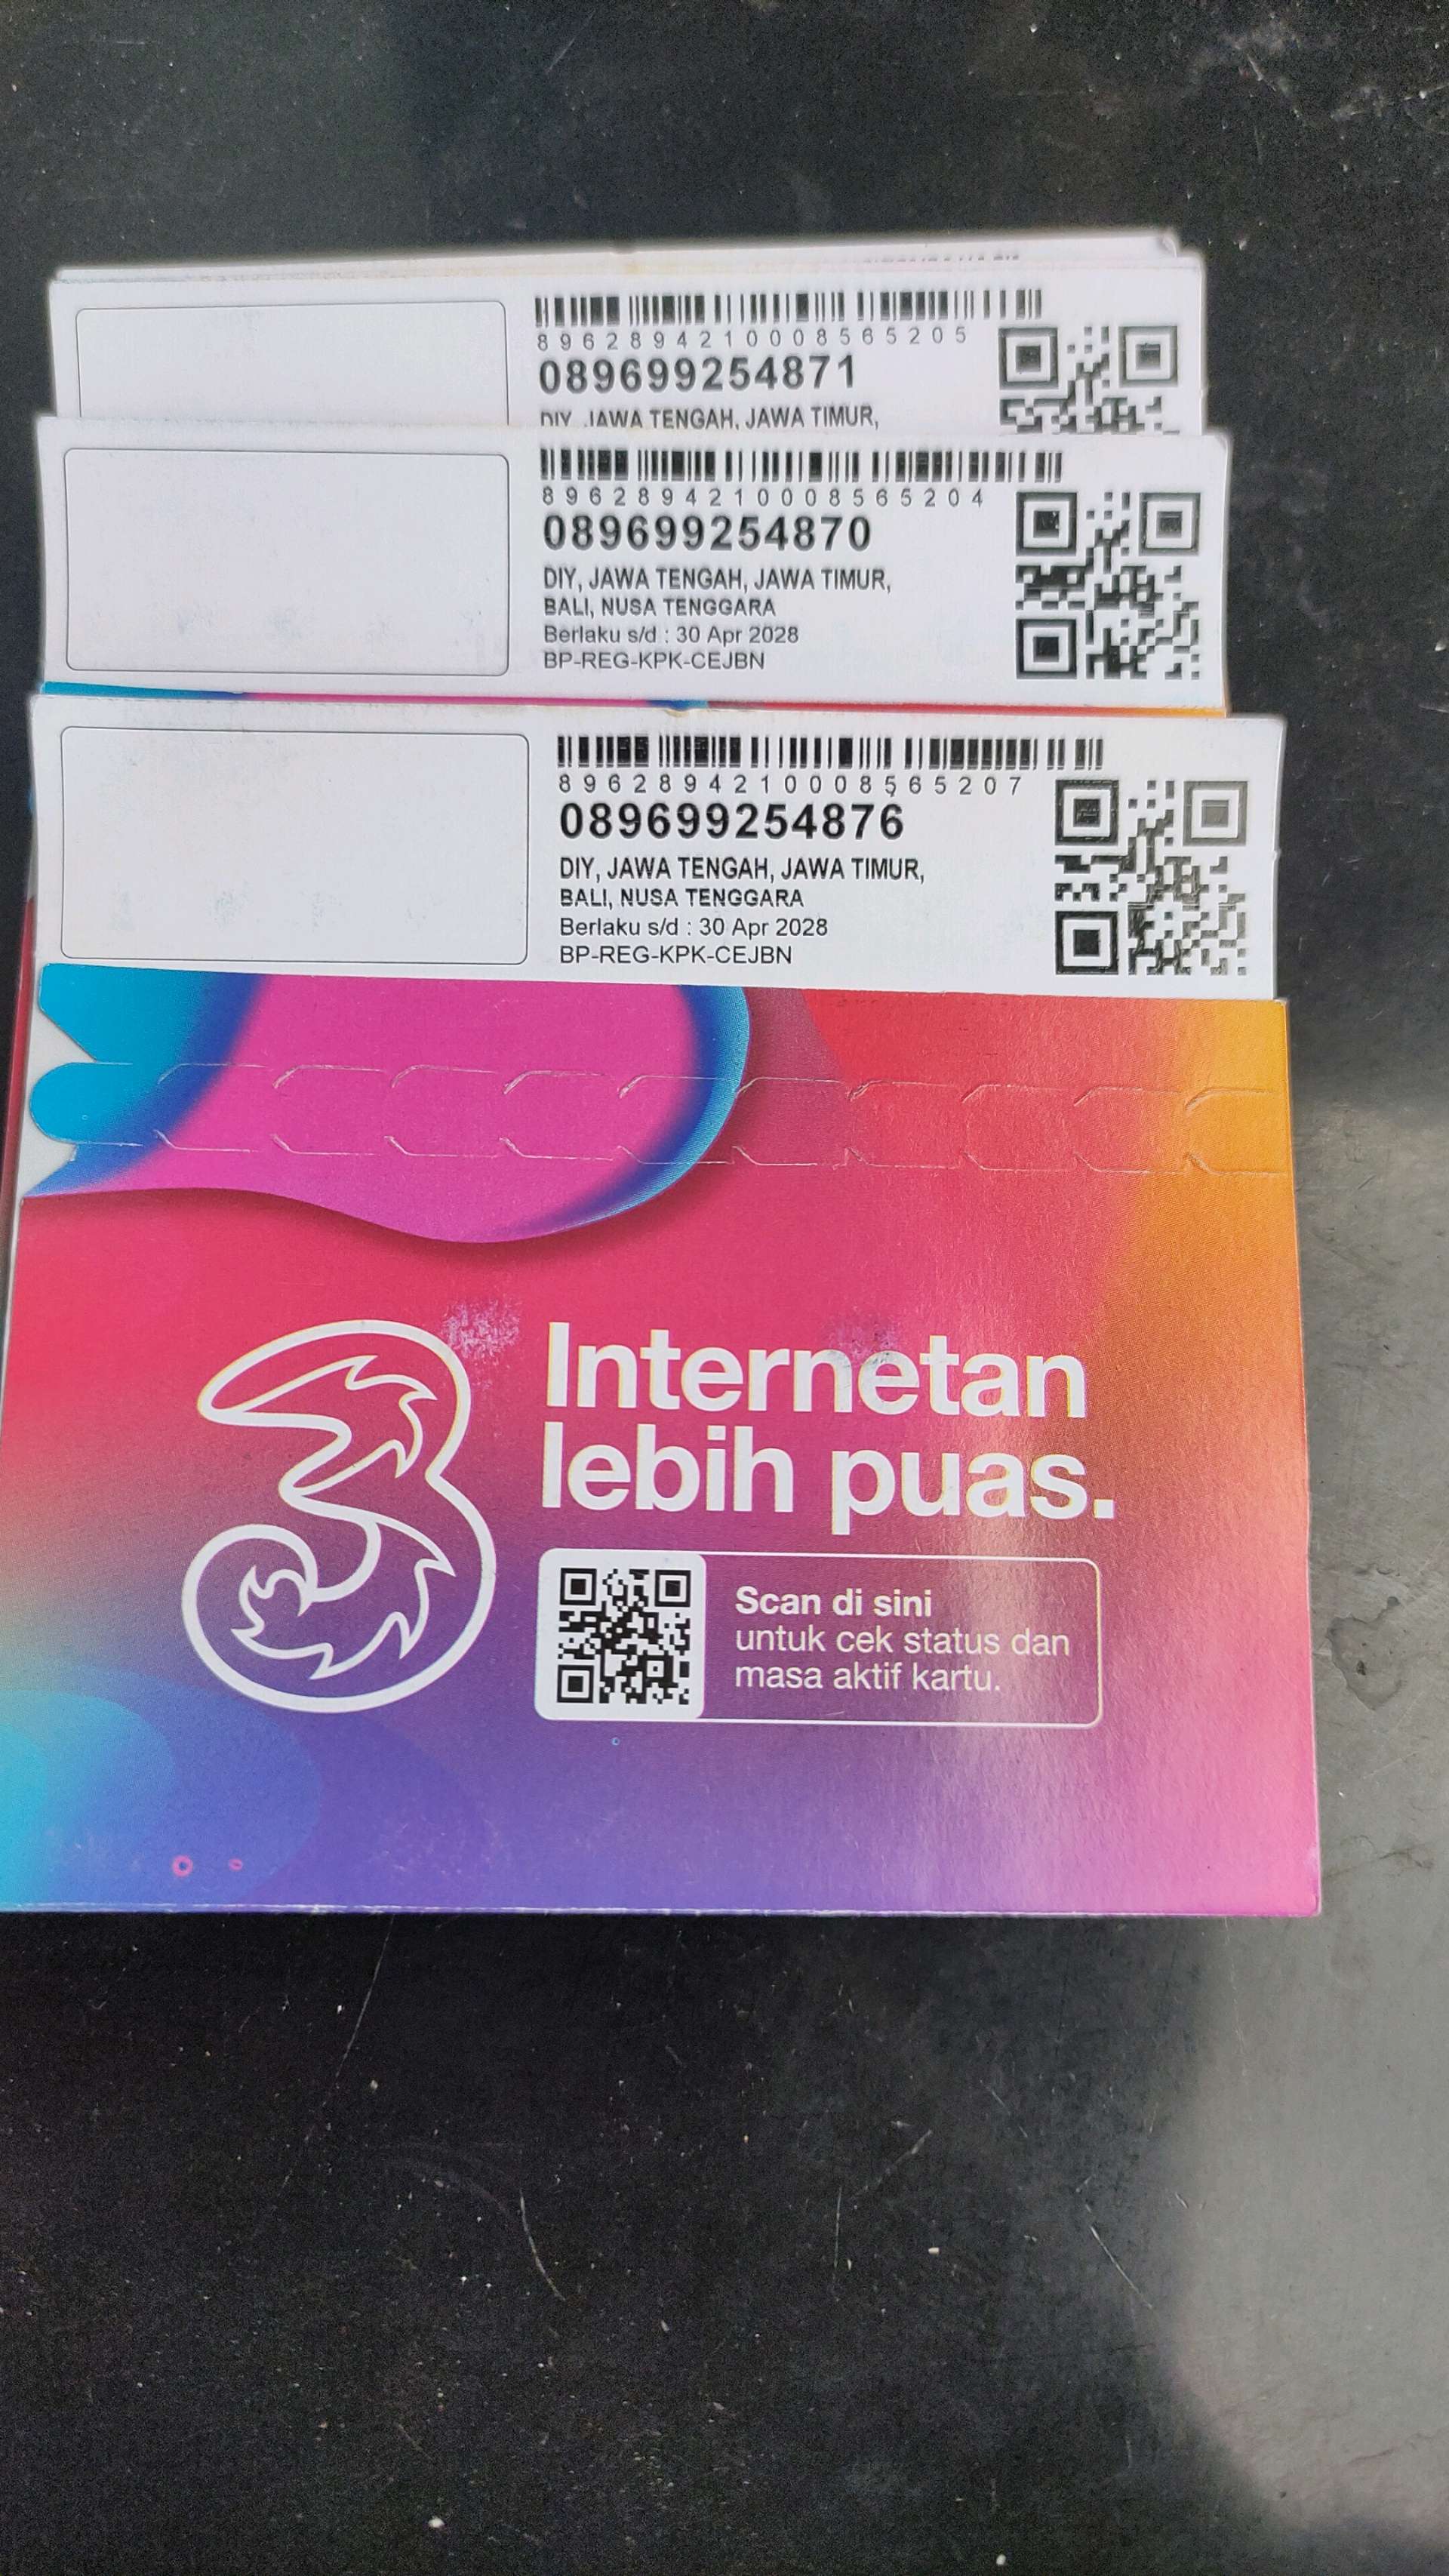 8962894210008565205
089699254871
DIY, JAWA TENGAH, JAWA TIMUR,
8962894210008565204
089699254870
DIY, JAWA TENGAH, JAWA TIMUR,
BALI, NUSA TENGGARA
Berlaku s/d : 30 Apr 2028
BP-REG-KPK-CEJBN
8962894210008565207
089699254876
DIY, JAWA TENGAH, JAWA TIMUR,
BALI, NUSA TENGGARA
Berlaku s/d : 30 Apr 2028
BP-REG-KPK-CEJBN
3
Internetan
lebih puas.
Scan di sini
untuk cek status dan
masa aktif kartu.